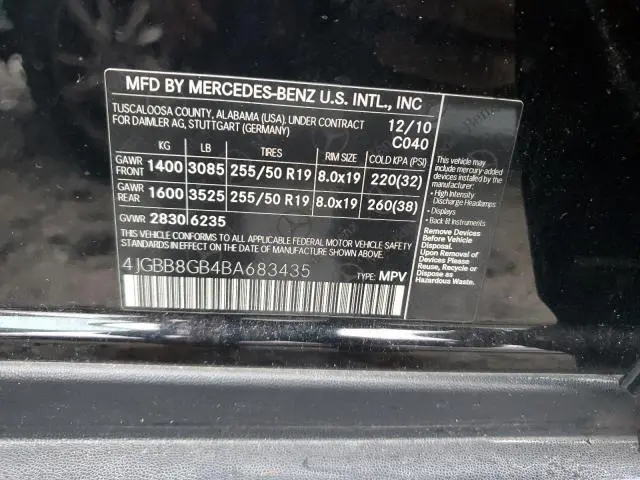 MFD BY MERCEDES-BENZ U.S. INTL., INC
TUSCALOOSA COUNTY, ALABAMA (USA). UNDER CONTRACT
FOR DAIMLER AG, STUTTGART (GERMANY)
12/10
C040
KG LB TIRES RIM SIZE COLD KPA (PSI)
GAWR FRONT 1400 3085 255/50 R19 8.0x19 220(32)
GAWR REAR 1600 3525 255/50 R19 8.0x19 260(38)
GVWR 2830 6235
THIS VEHICLE CONFORMS TO ALL APPLICABLE FEDERAL MOTOR VEHICLE SAFETY
STANDARDS IN EFFECT ON THE DATE OF MANUFACTURE
SHOWN ABOVE.
4JGBB8GB4BA683435
TYPE: MPV
This vehicle may
include mercury-added
devices installed by the
manufacturer:
• High Intensity
Discharge Headlamps
• Displays
• Back lit Instruments
Remove Devices
Before Vehicle
Disposal.
Upon Removal of
Devices Please
Reuse, Recycle or
Dispose as
Hazardous Waste.